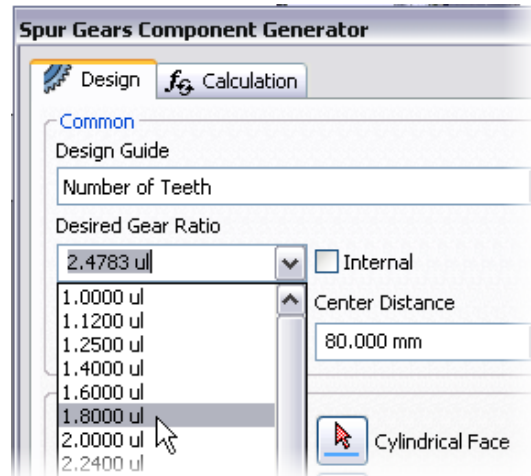 Spur Gears Component Generator
Design
Calculation
Common
Design Guide
Number of Teeth
Desired Gear Ratio
2.4783 ul
Internal
1.0000 ul
1.1200 ul
1.2500 ul
1.4000 ul
1.6000 ul
1.8000 ul
2.0000 ul
2.2400 ul
Center Distance
80.000 mm
Cylindrical Face